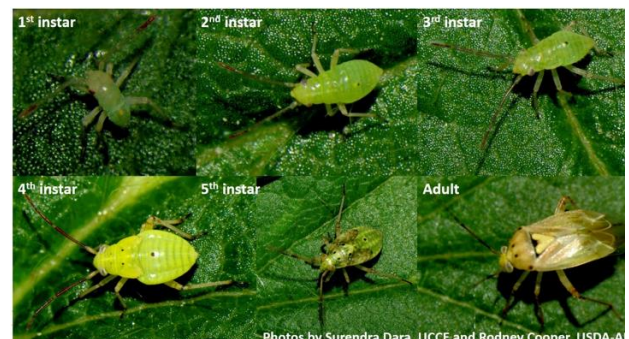 1st instar
2nd instar
3rd instar
4th instar
5th instar
Adult
Photos by Surendra Dara, UCCE and Rodney Cooper, USDA-A